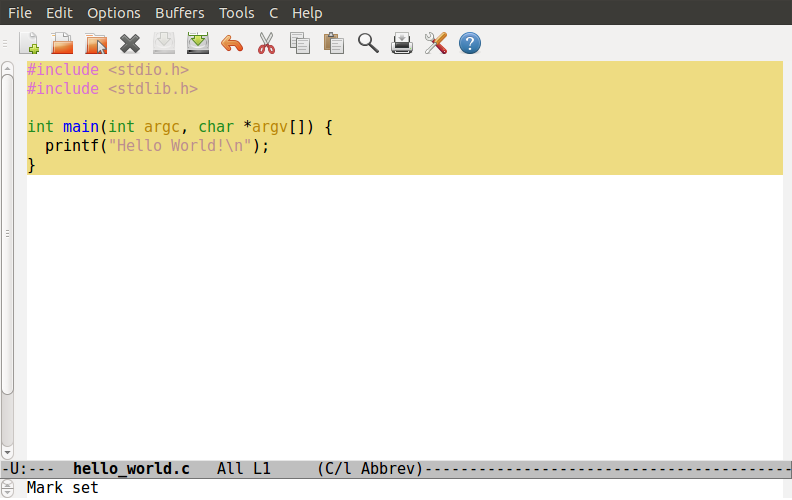 File Edit Options Buffers Tools C Help
#include <stdio.h>
#include <stdlib.h>
int main(int argc, char *argv[]) {
  printf("Hello World!\n");
}
-U:--- hello_world.c All L1 (C/l Abbrev)-----------------------------------------
Mark set